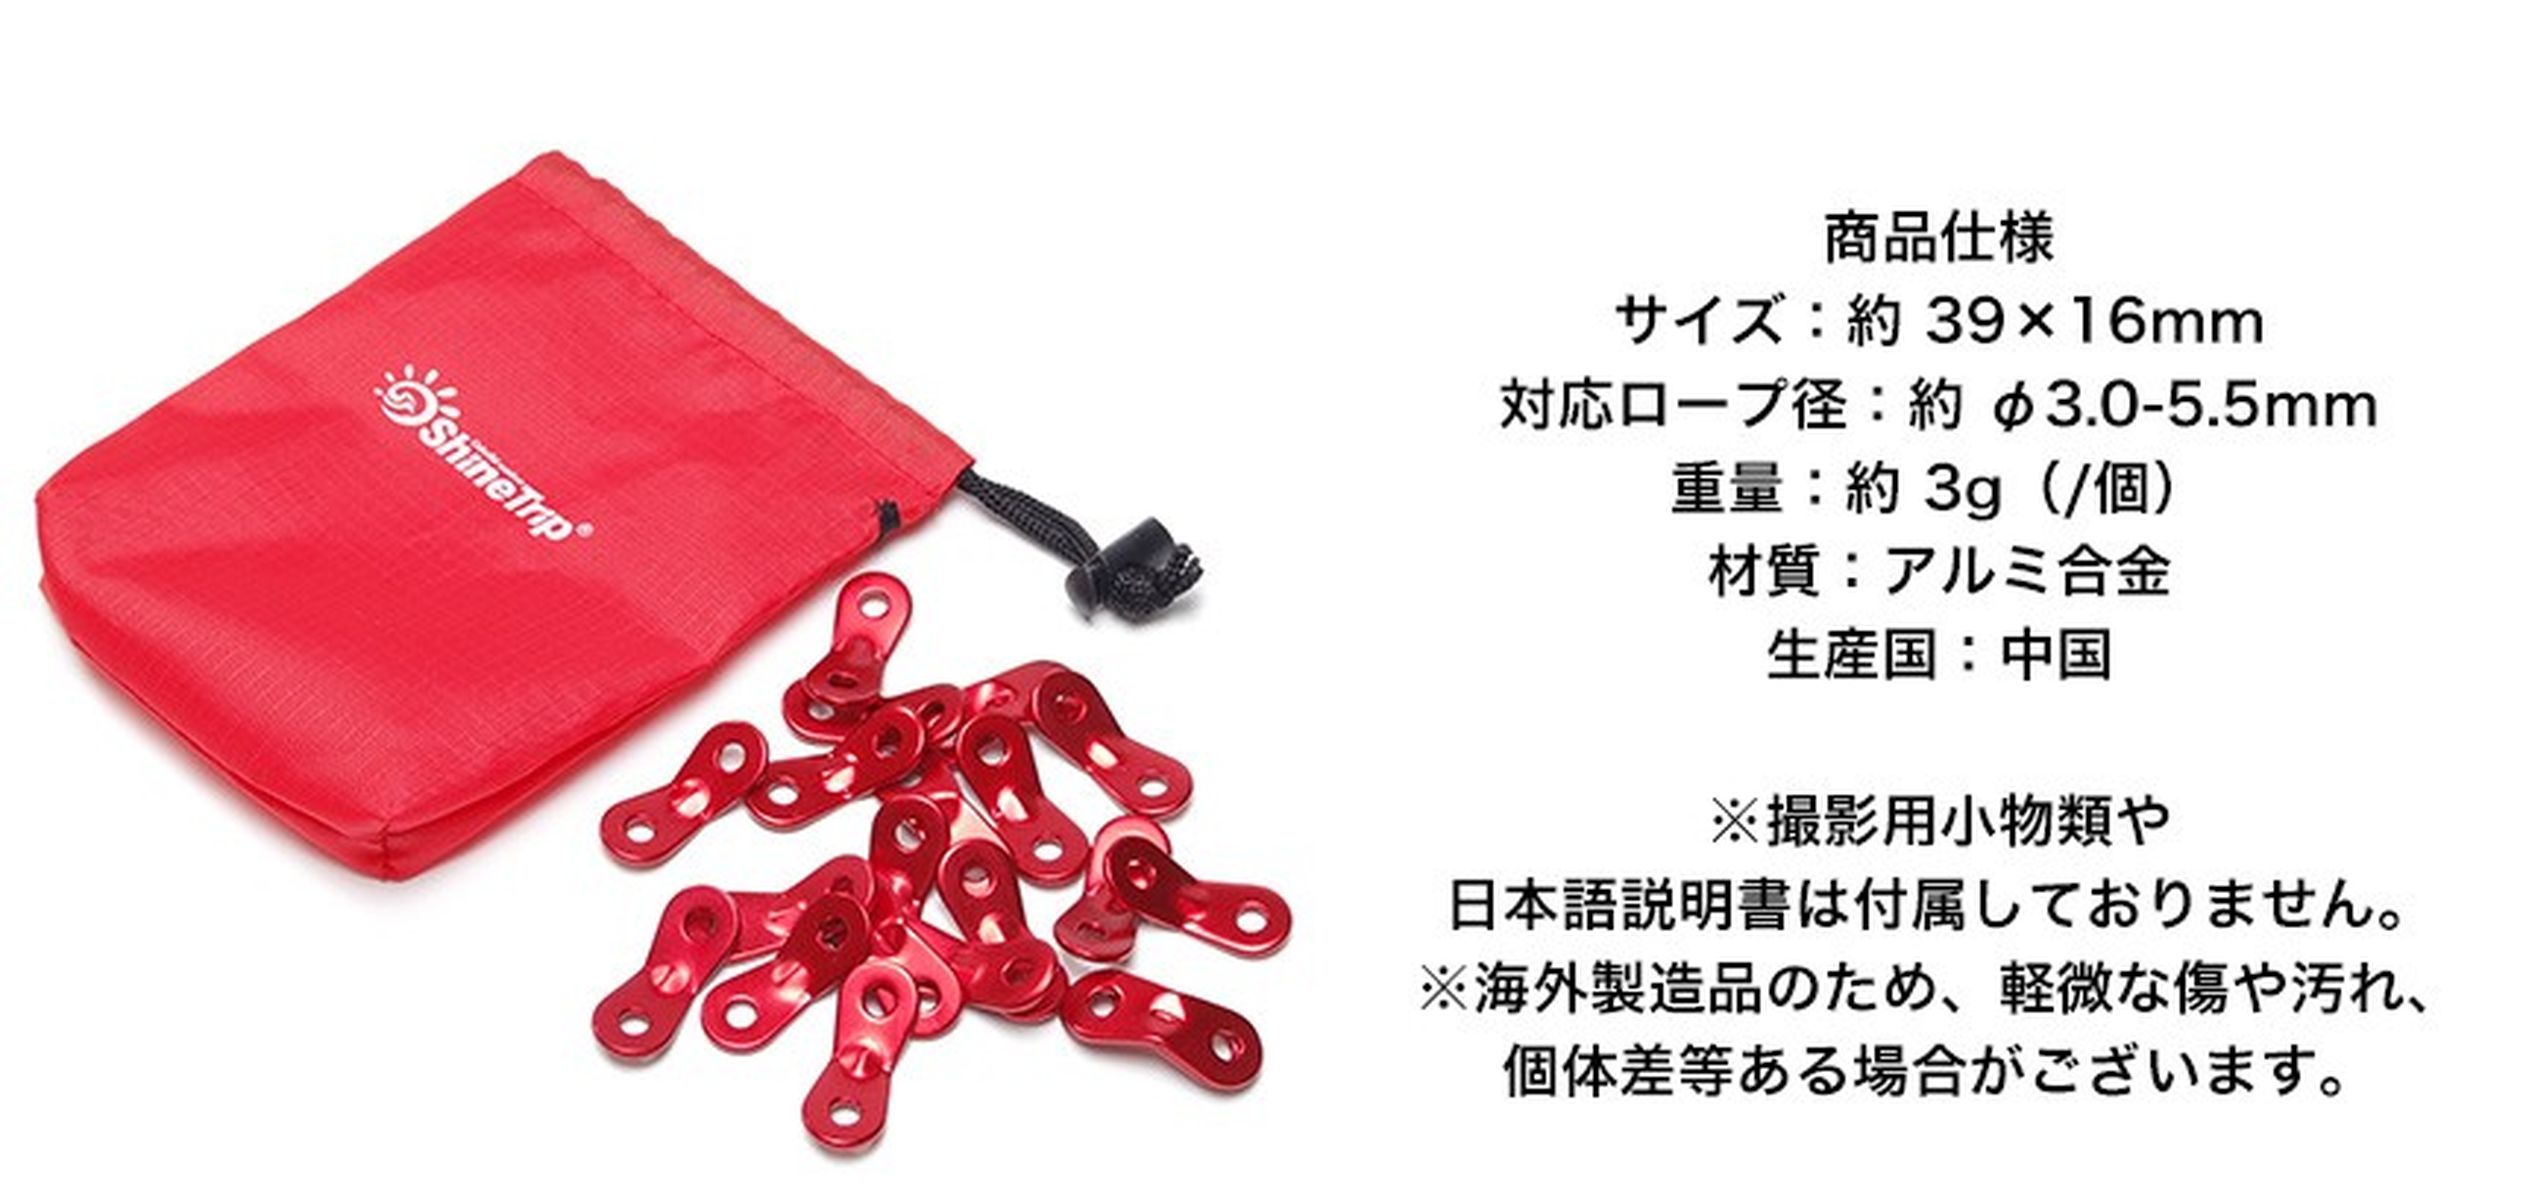 ShineTrip®
商品仕様
サイズ：約 39×16mm
対応ロープ径：約 φ3.0-5.5mm
重量：約 3g（/個）
材質：アルミ合金
生産国：中国
※撮影用小物類や
日本語説明書は付属しておりません。
※海外製造品のため、軽微な傷や汚れ、
個体差等ある場合がございます。